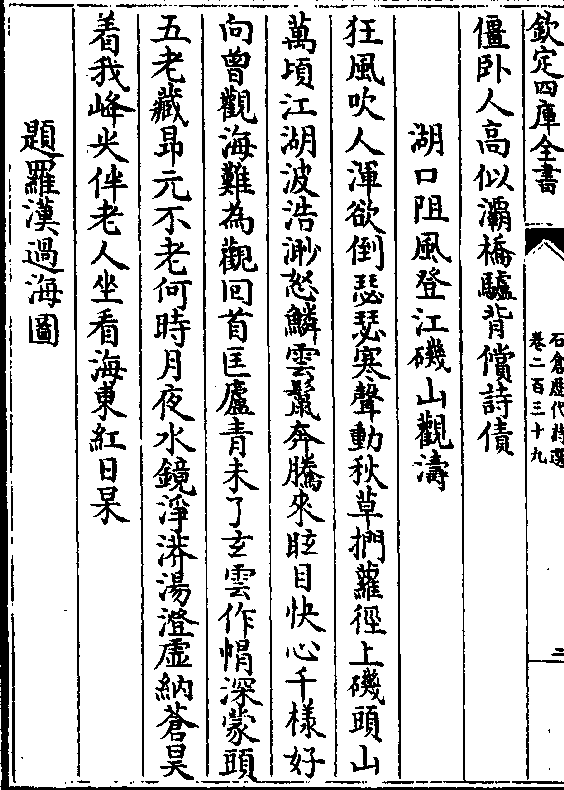 欽定四庫全書
石倉歷代詩選
卷二百三十九
二
僵卧人高似灞橋驢背償詩債
湖口阻風登江磯山觀濤
狂風吹人渾欲倒瑟瑟寒聲動秋草捫蘿徑上磯頭山
萬頃江湖波浩渺怒鱗雲鬣奔騰來眩目快心千様好
向曾觀海難為觀回首匡廬青未了玄雲作帽深蒙頭
五老藏昴元不老何時月夜水鏡淨漭湯澄虚納蒼昊
着我峰尖伴老人坐看海東紅日杲
題羅漢過海圖